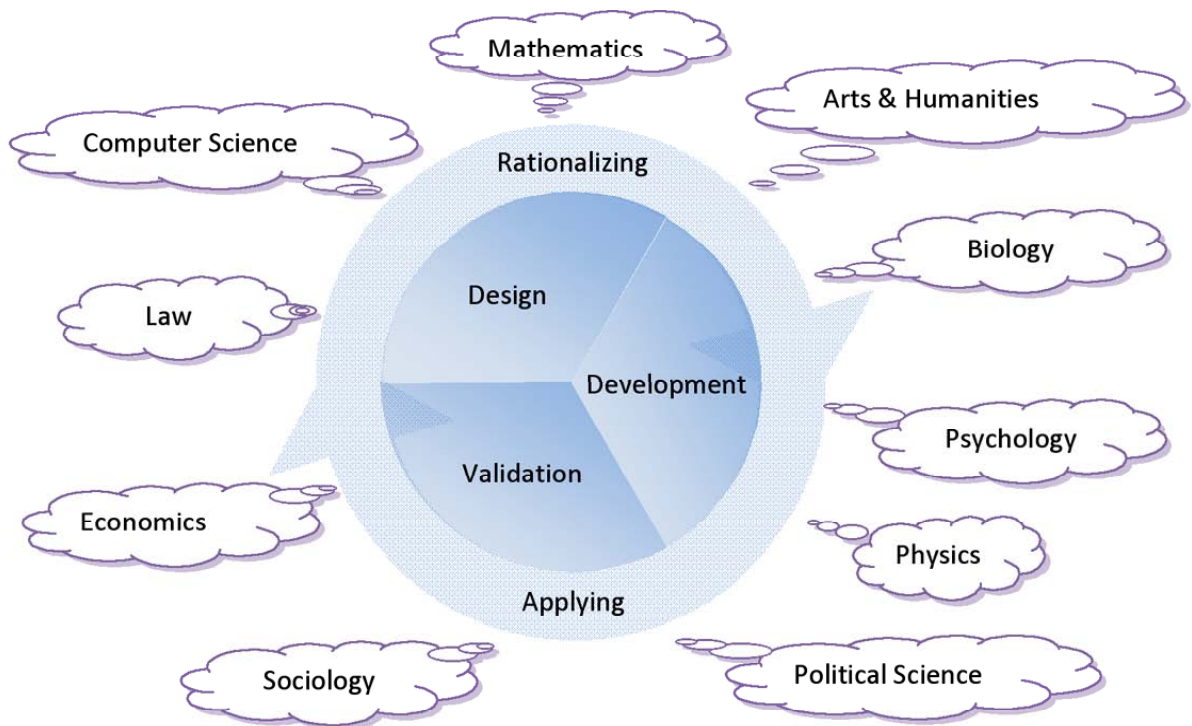 Mathematics
Arts & Humanities
Computer Science
Rationalizing
Biology
Design
Law
Development
Psychology
Validation
Economics
Physics
Applying
Sociology
Political Science